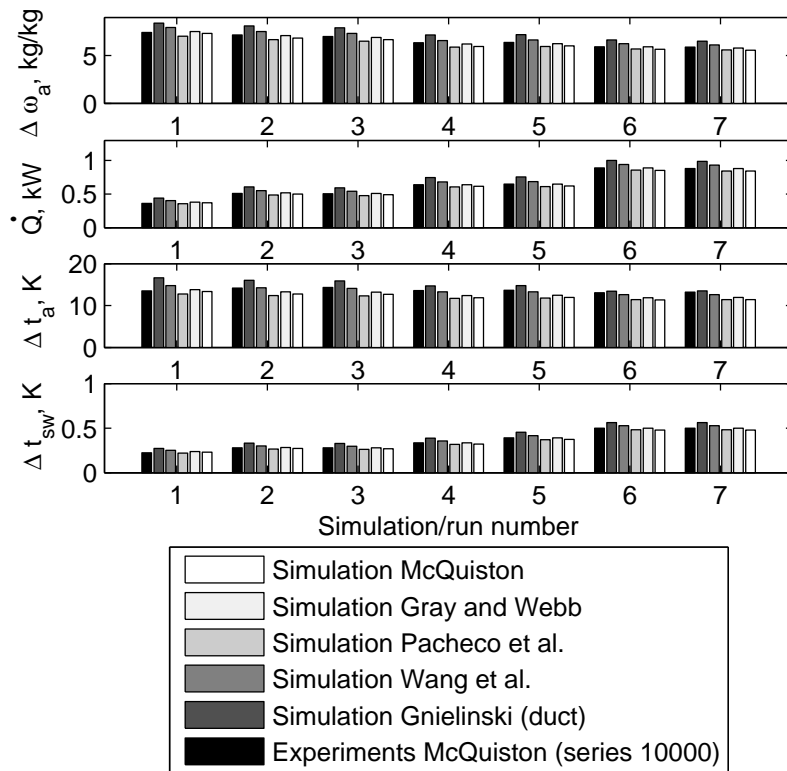 Δ ω_a, kg/kg
5
0
1 2 3 4 5 6 7
Q̇, kW
1
0.5
0
1 2 3 4 5 6 7
Δ t_a, K
20
10
0
1 2 3 4 5 6 7
Δ t_sw, K
1
0.5
0
1 2 3 4 5 6 7
Simulation/run number
Simulation McQuiston
Simulation Gray and Webb
Simulation Pacheco et al.
Simulation Wang et al.
Simulation Gnielinski (duct)
Experiments McQuiston (series 10000)